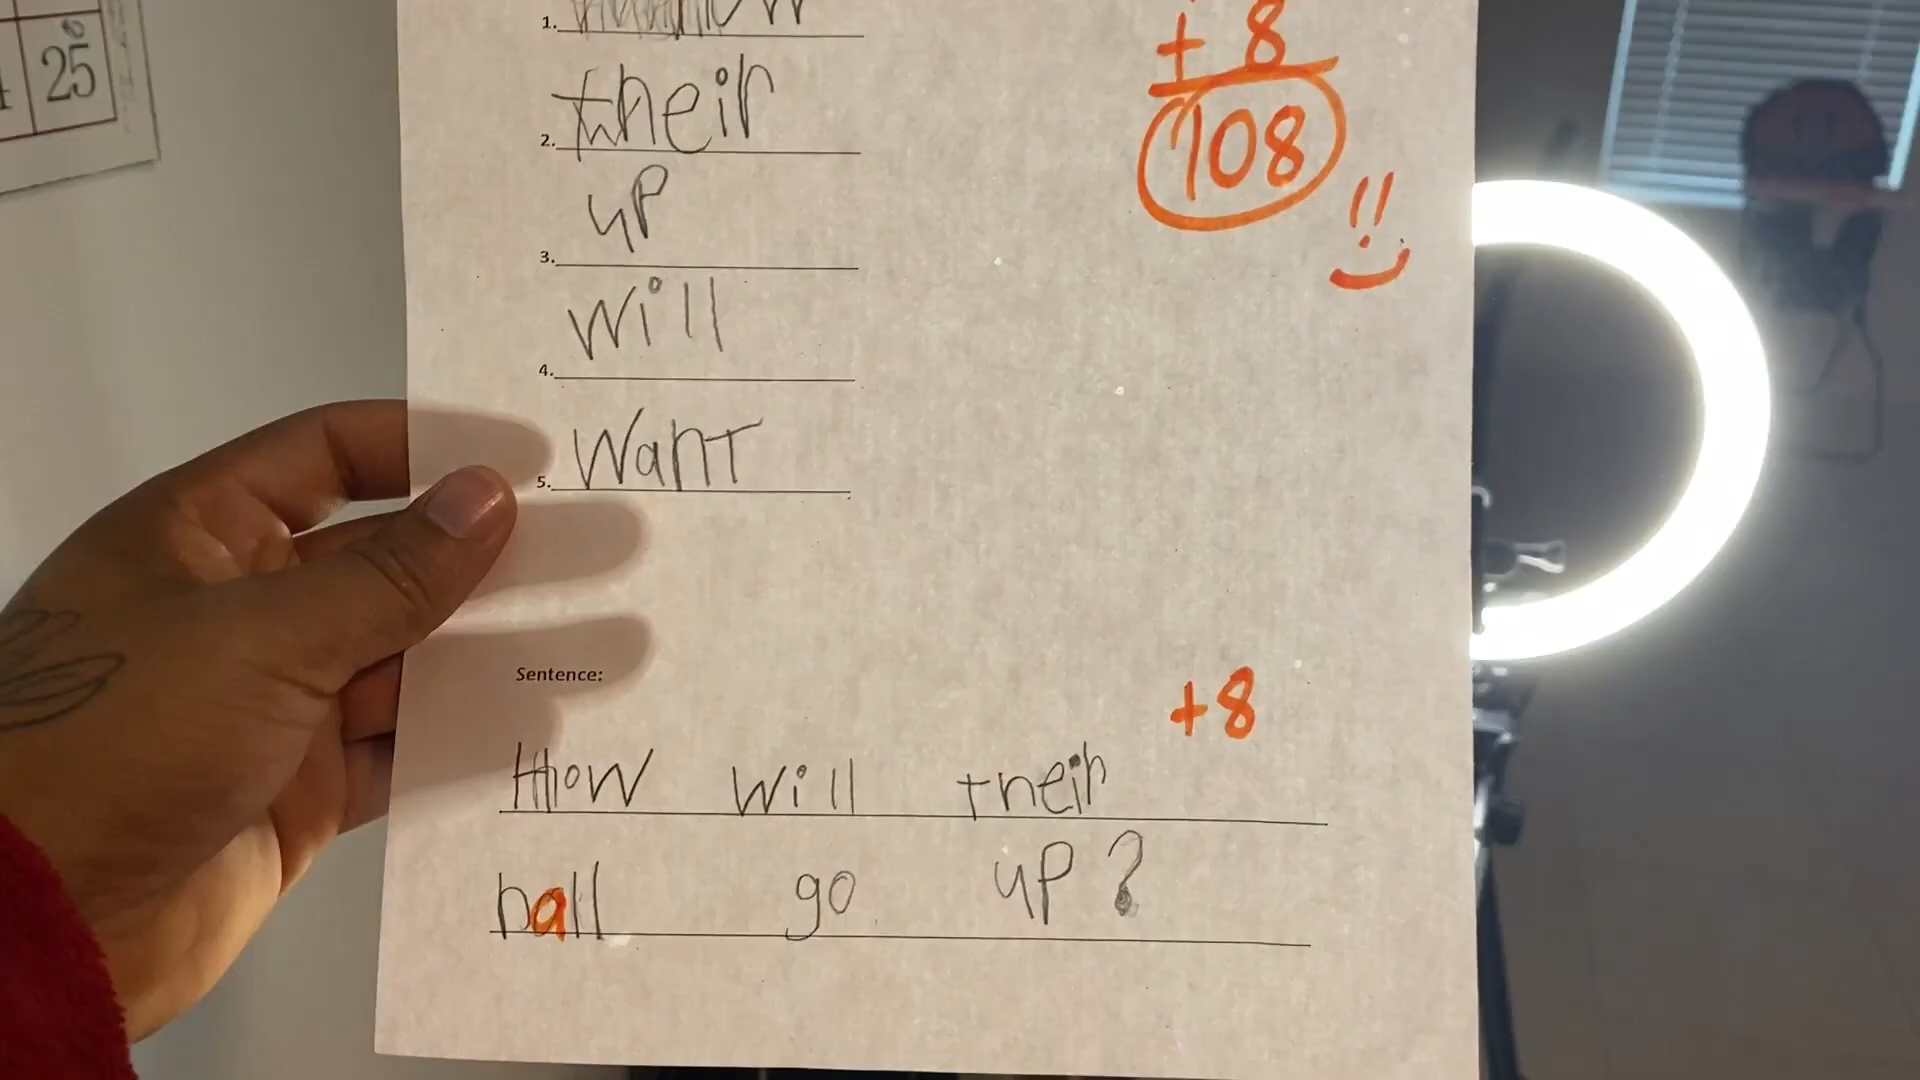 25
+ 8
108
!!
1.
2. their
3. up
4. will
5. want
Sentence:
+8
How will their
ball go up?